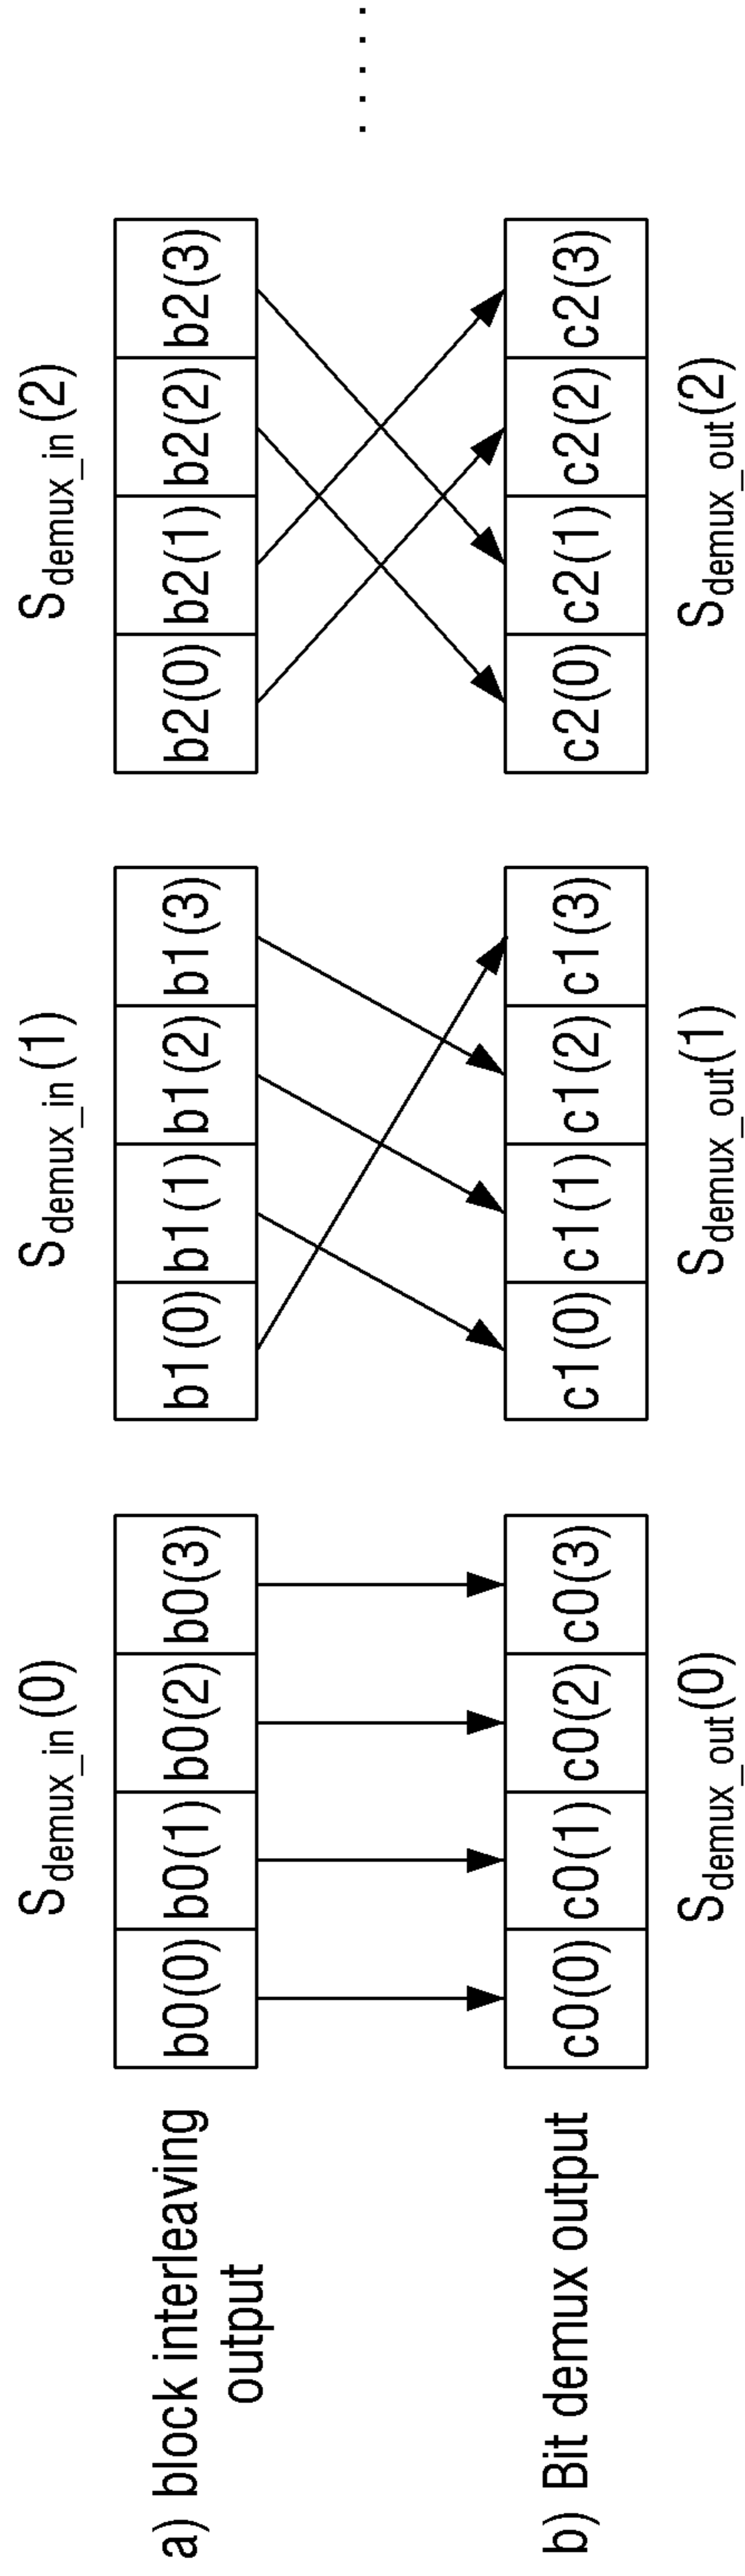 S demux_in (0) S demux_in (1) S demux_in (2)
a) block interleaving b0(0) b0(1) b0(2) b0(3) b1(0) b1(1) b1(2) b1(3) b2(0) b2(1) b2(2) b2(3)
output
.....
b) Bit demux output c0(0) c0(1) c0(2) c0(3) c1(0) c1(1) c1(2) c1(3) c2(0) c2(1) c2(2) c2(3)
S demux_out (0) S demux_out (1) S demux_out (2)